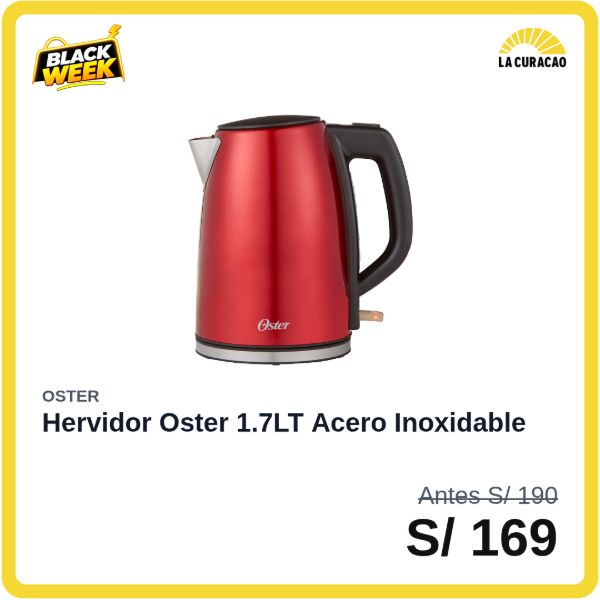 BLACK
WEEK
LA CURACAO
Oster
OSTER
Hervidor Oster 1.7LT Acero Inoxidable
Antes S/ 190
S/ 169